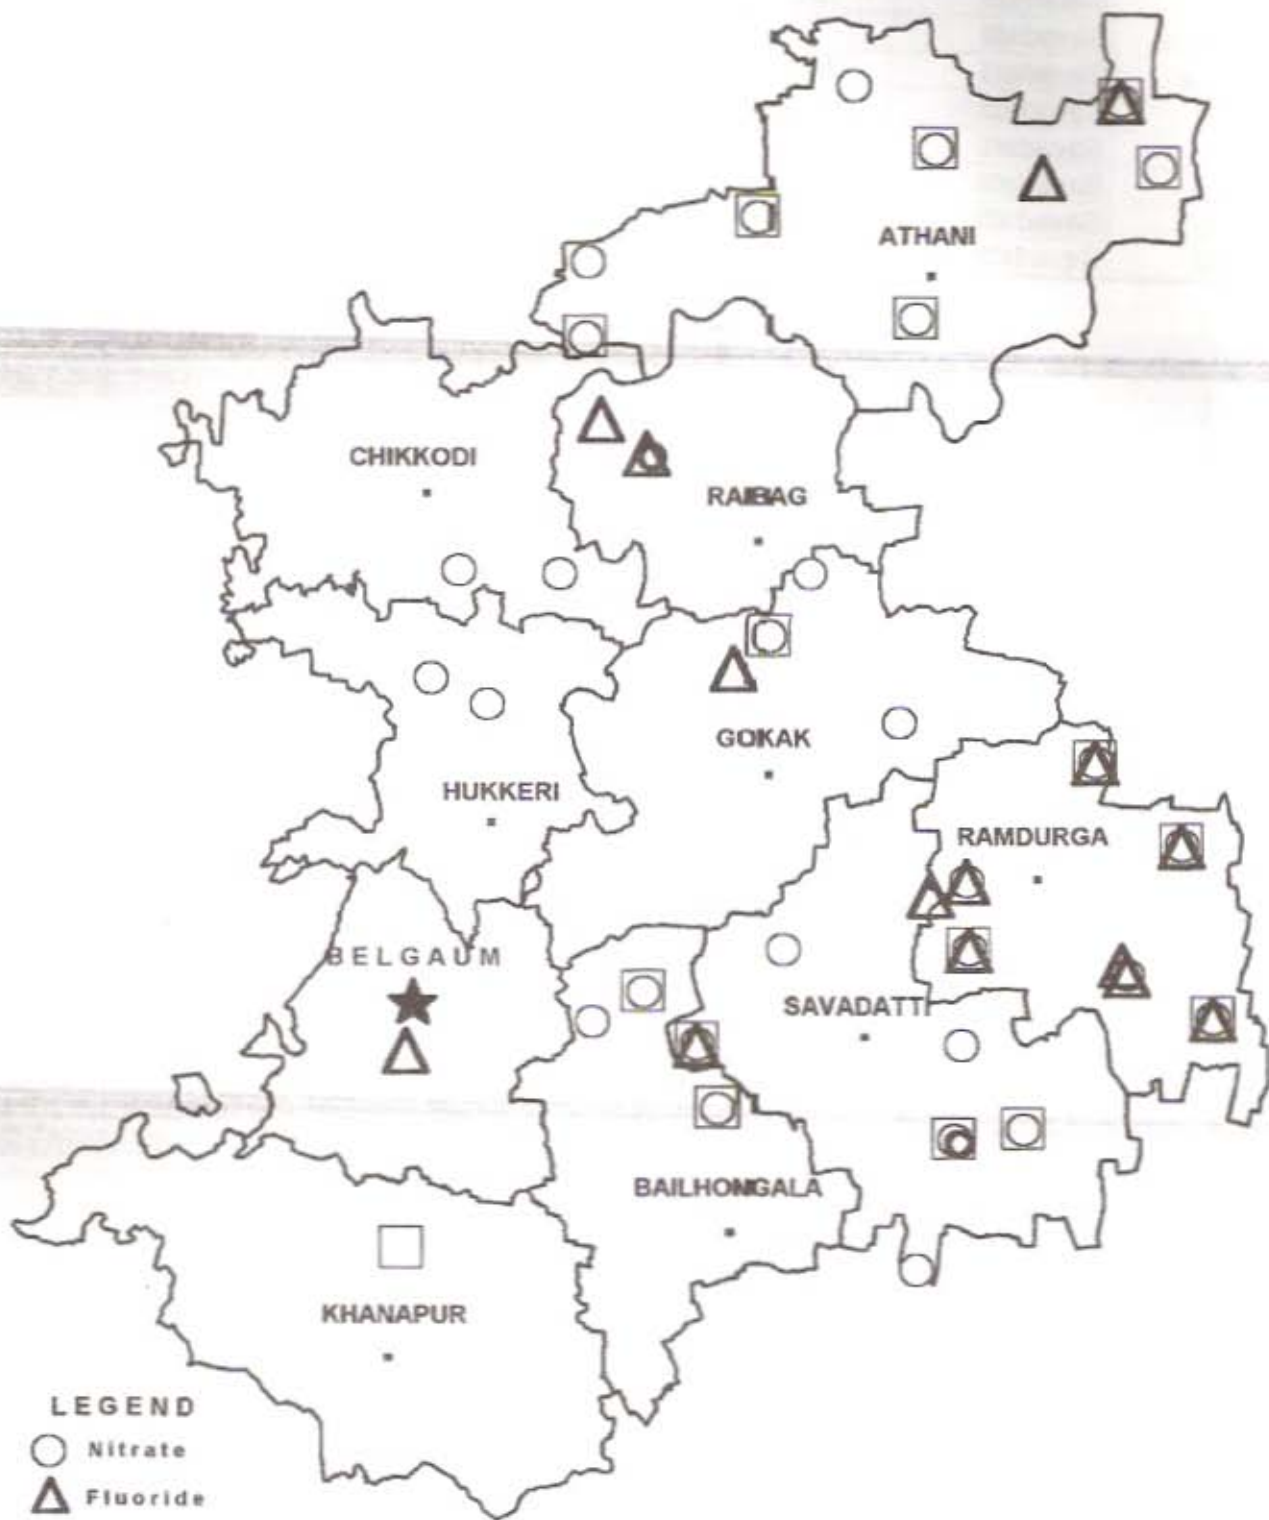 ATHANI
CHIKKODI
RAIBAG
GOKAK
HUKKERI
RAMDURGA
BELGAUM
SAVADATTI
BAILHONGALA
KHANAPUR
LEGEND
Nitrate
Fluoride